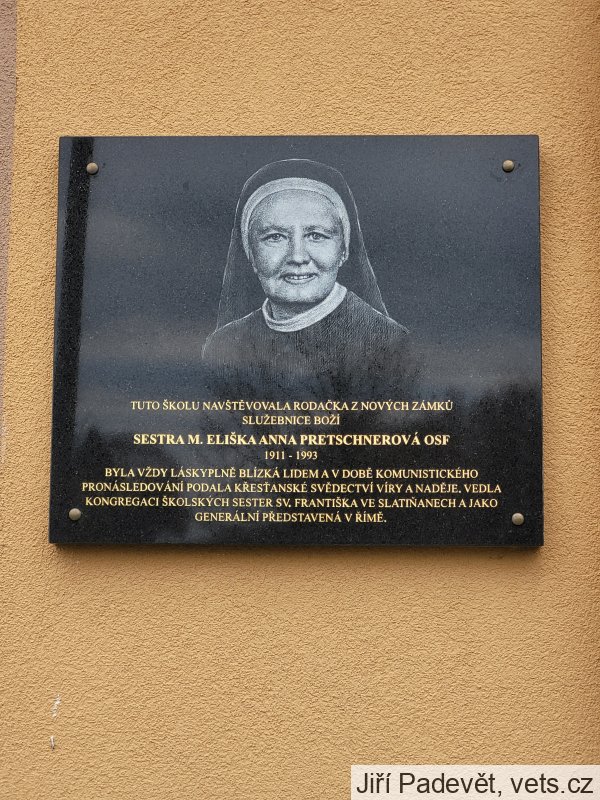 TUTO ŠKOLU NAVŠTĚVOVALA RODAČKA Z NOVÝCH ZÁMKŮ
SLUŽEBNICE BOŽÍ
SESTRA M. ELIŠKA ANNA PRETSCHNEROVÁ OSF
1911 - 1993
BYLA VŽDY LÁSKYPLNĚ BLÍZKÁ LIDEM A V DOBĚ KOMUNISTICKÉHO
PRONÁSLEDOVÁNÍ PODALA KŘESŤANSKÉ SVĚDECTVÍ VÍRY A NADĚJE. VEDLA
KONGREGACI ŠKOLSKÝCH SESTER SV. FRANTIŠKA VE SLATIŇANECH A JAKO
GENERÁLNÍ PŘEDSTAVENÁ V ŘÍMĚ.
Jiří Padevět, vets.cz